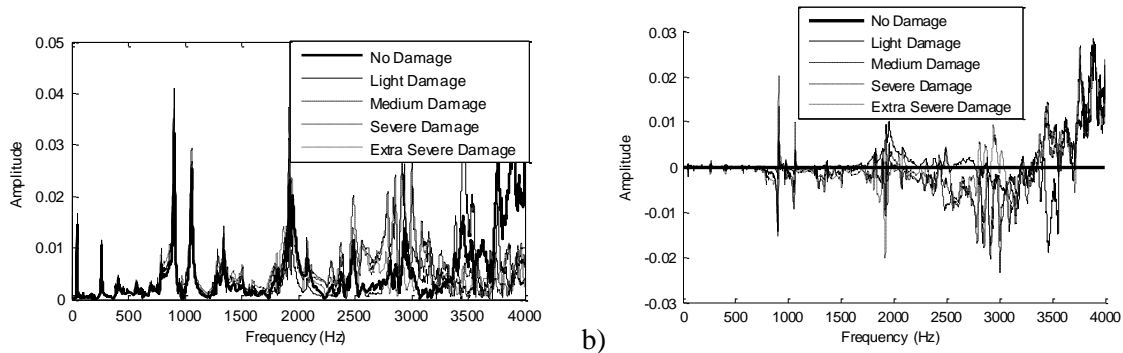 0.05
0.04
0.03
0.02
0.01
0
Amplitude
No Damage
Light Damage
Medium Damage
Severe Damage
Extra Severe Damage
0 500 1000 1500 2000 2500 3000 3500 4000
Frequency (Hz)
b)
0.03
0.02
0.01
0
-0.01
-0.02
-0.03
Amplitude
No Damage
Light Damage
Medium Damage
Severe Damage
Extra Severe Damage
0 500 1000 1500 2000 2500 3000 3500 4000
Frequency (Hz)